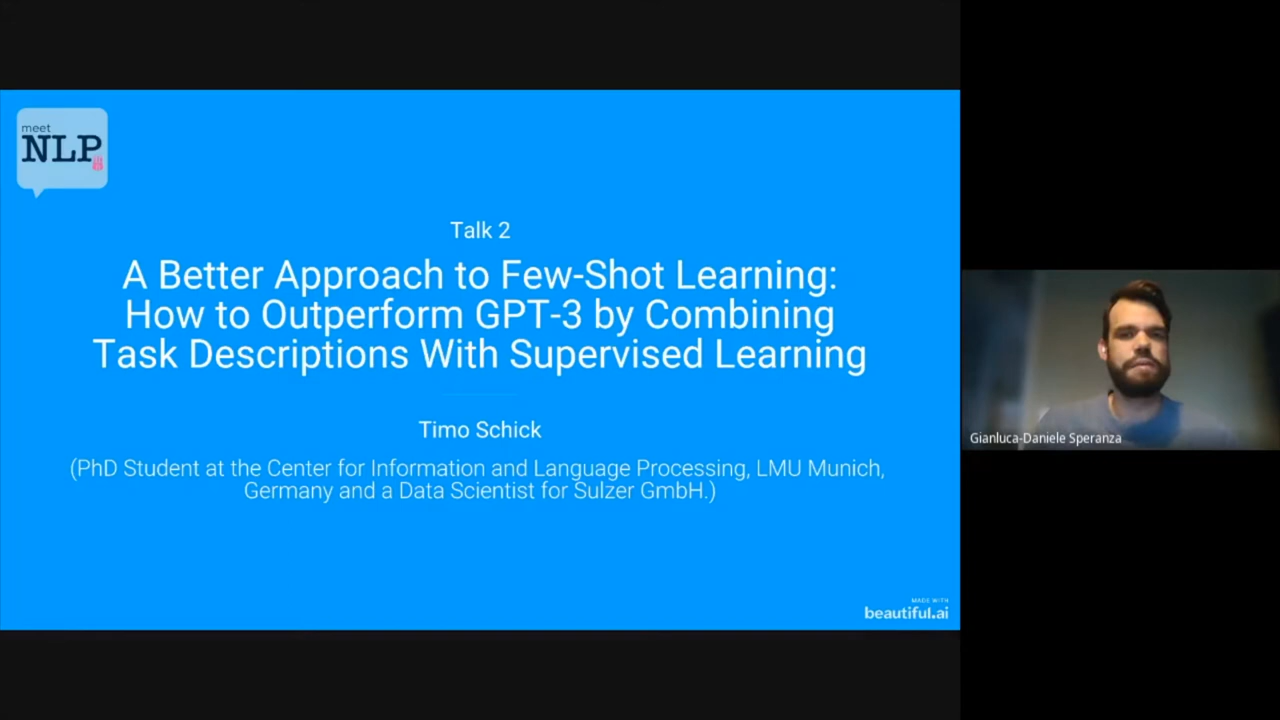 meet
NLP
Talk 2
A Better Approach to Few-Shot Learning:
How to Outperform GPT-3 by Combining
Task Descriptions With Supervised Learning
Timo Schick
(PhD Student at the Center for Information and Language Processing, LMU Munich,
Germany and a Data Scientist for Sulzer GmbH.)
Gianluca-Daniele Speranza
MADE WITH
beautiful.ai